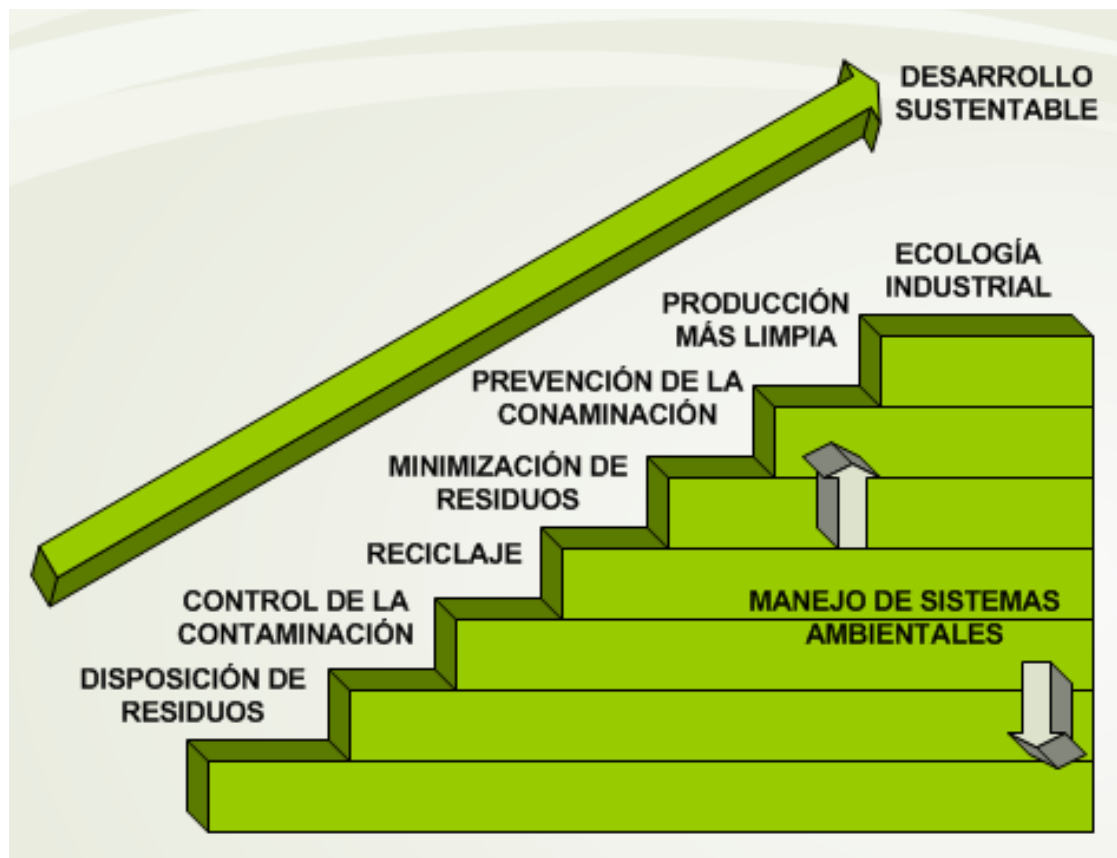 DESARROLLO
SUSTENTABLE
ECOLOGÍA
INDUSTRIAL
PRODUCCIÓN
MÁS LIMPIA
PREVENCIÓN DE LA
CONAMINACIÓN
MINIMIZACIÓN DE
RESIDUOS
RECICLAJE
CONTROL DE LA
CONTAMINACIÓN
MANEJO DE SISTEMAS
AMBIENTALES
DISPOSICIÓN DE
RESIDUOS